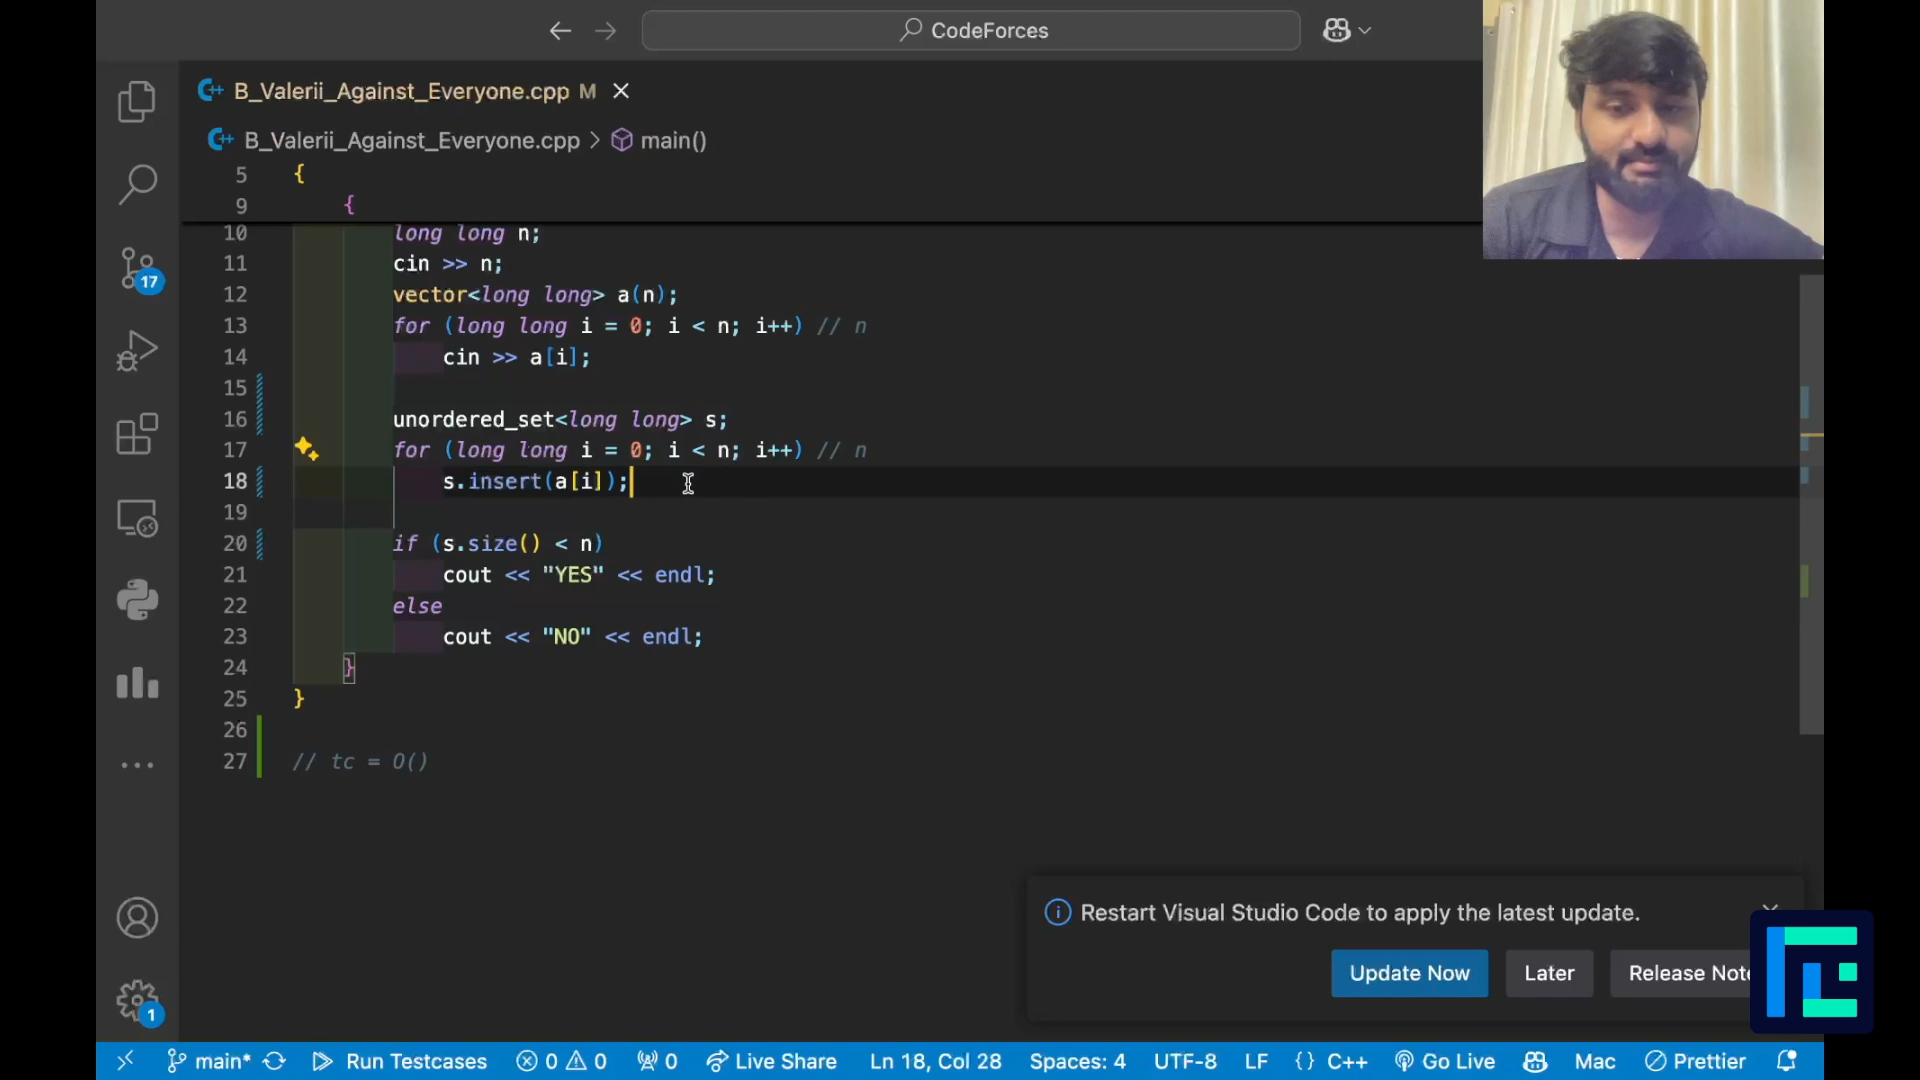 CodeForces
B_Valerii_Against_Everyone.cpp M
B_Valerii_Against_Everyone.cpp > main()
5 {
9 {
10 long long n;
11 cin >> n;
12 vector<long long> a(n);
13 for (long long i = 0; i < n; i++) // n
14 cin >> a[i];
15
16 unordered_set<long long> s;
17 for (long long i = 0; i < n; i++) // n
18 s.insert(a[i]);
19
20 if (s.size() < n)
21 cout << "YES" << endl;
22 else
23 cout << "NO" << endl;
24 }
25 }
26
27 // tc = O()
17
1
Restart Visual Studio Code to apply the latest update.
Update Now Later Release Note
main* Run Testcases 0 0 0 Live Share Ln 18, Col 28 Spaces: 4 UTF-8 LF {} C++ Go Live Mac Prettier